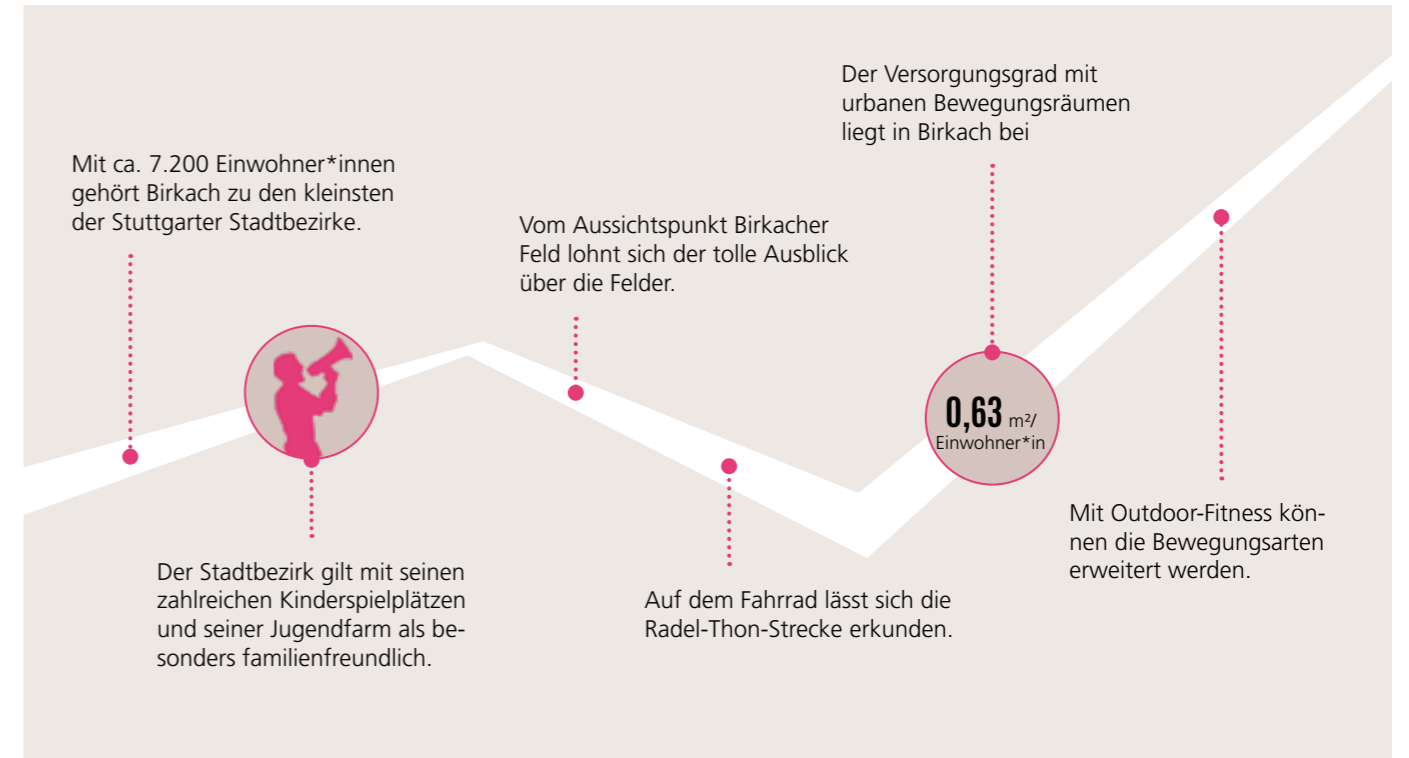 Mit ca. 7.200 Einwohner*innen
gehört Birkach zu den kleinsten
der Stuttgarter Stadtbezirke.
Der Stadtbezirk gilt mit seinen
zahlreichen Kinderspielplätzen
und seiner Jugendfarm als be-
sonders familienfreundlich.
Vom Aussichtspunkt Birkacher
Feld lohnt sich der tolle Ausblick
über die Felder.
Auf dem Fahrrad lässt sich die
Radel-Thon-Strecke erkunden.
Der Versorgungsgrad mit
urbanen Bewegungsräumen
liegt in Birkach bei
0,63 m²/
Einwohner*in
Mit Outdoor-Fitness kön-
nen die Bewegungsarten
erweitert werden.